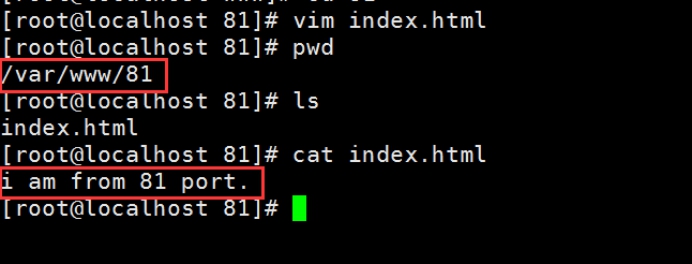 [root@localhost 81]# vim index.html
[root@localhost 81]# pwd
/var/www/81
[root@localhost 81]# ls
index.html
[root@localhost 81]# cat index.html
i am from 81 port.
[root@localhost 81]#